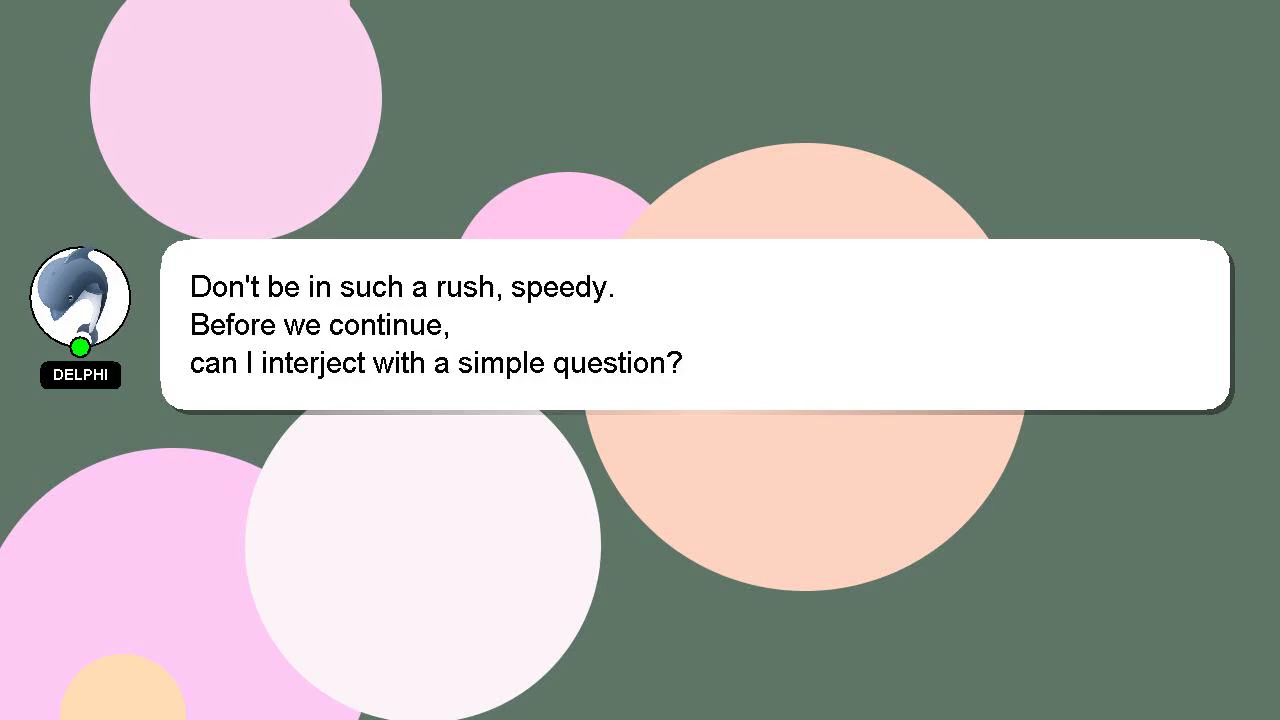 Don't be in such a rush, speedy.
Before we continue,
can I interject with a simple question?
DELPHI